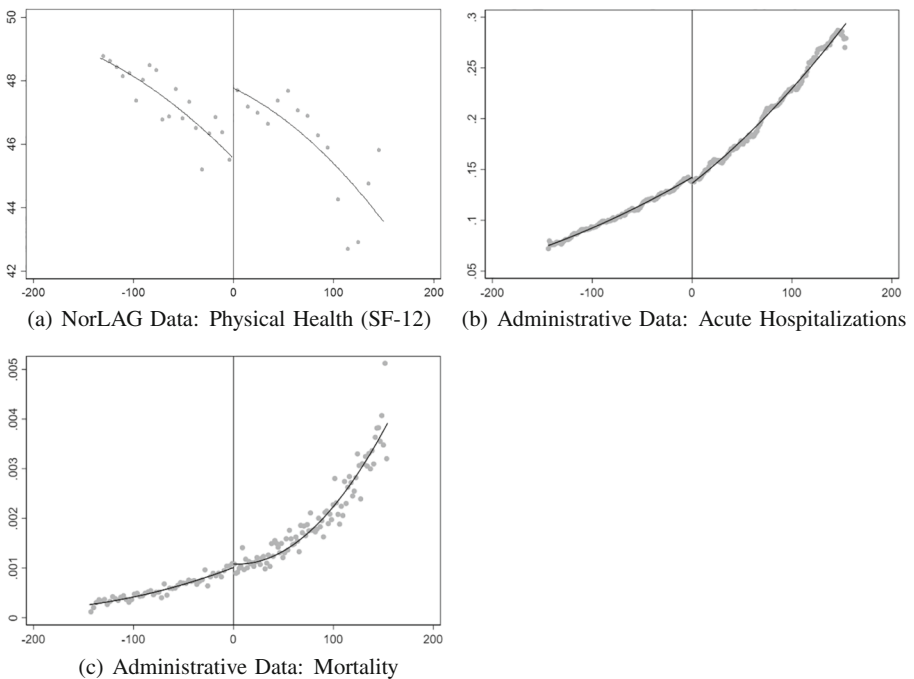 50
48
46
44
42
-200 -100 0 100 200
(a) NorLAG Data: Physical Health (SF-12)
.3
.25
.2
.15
.1
.05
-200 -100 0 100 200
(b) Administrative Data: Acute Hospitalizations
.005
.004
.003
.002
.001
0
-200 -100 0 100 200
(c) Administrative Data: Mortality